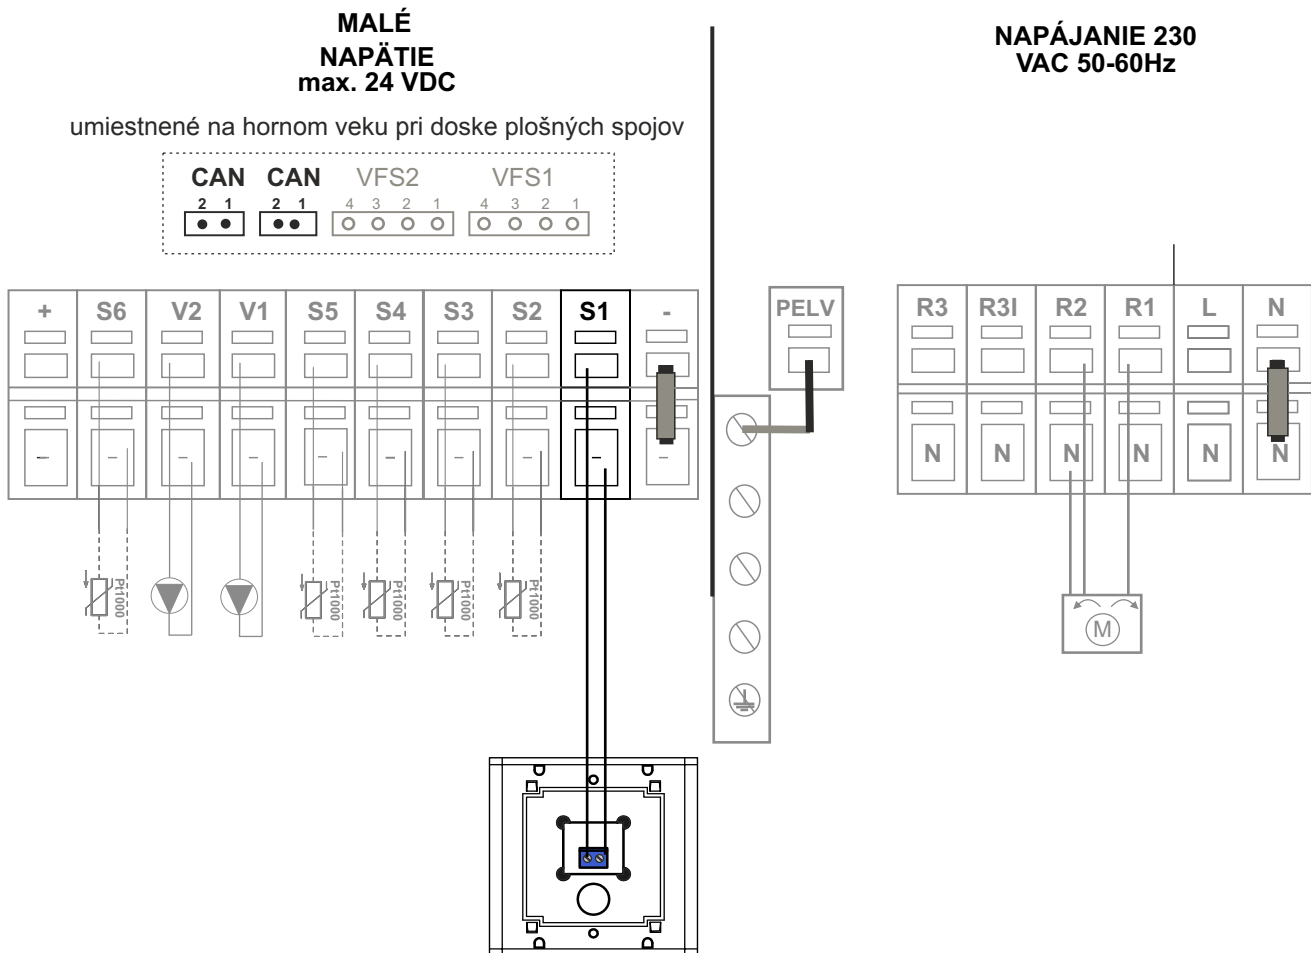 MALÉ
NAPÄTIE
max. 24 VDC
NAPÁJANIE 230
VAC 50-60Hz
umiestnené na hornom veku pri doske plošných spojov
CAN CAN VFS2 VFS1
2 1 2 1 4 3 2 1 4 3 2 1
+ S6 V2 V1 S5 S4 S3 S2 S1 - PELV R3 R3I R2 R1 L N
- - - - - - - - - - N N N N N N
Pt1000 Pt1000 Pt1000 Pt1000 Pt1000
M